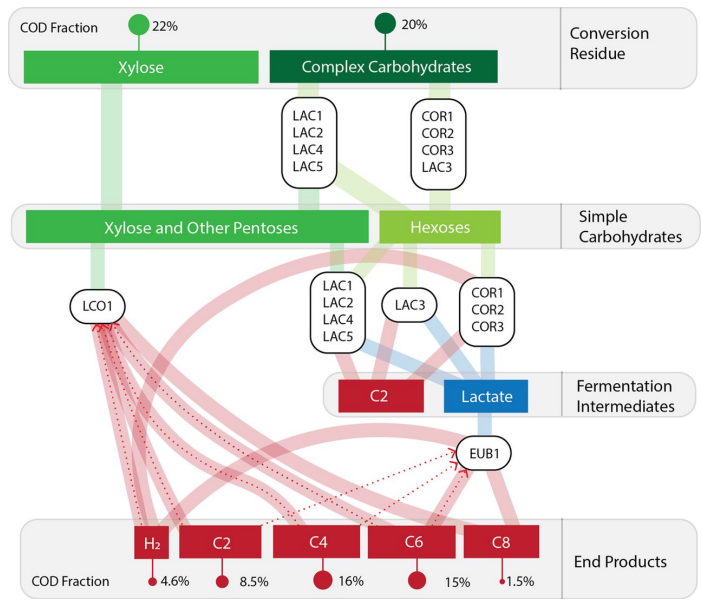 COD Fraction
22%
20%
Conversion
Residue
Xylose
Complex Carbohydrates
LAC1
LAC2
LAC4
LAC5
COR1
COR2
COR3
LAC3
Xylose and Other Pentoses
Hexoses
Simple
Carbohydrates
LCO1
LAC1
LAC2
LAC4
LAC5
LAC3
COR1
COR2
COR3
C2
Lactate
Fermentation
Intermediates
EUB1
H₂
C2
C4
C6
C8
End Products
COD Fraction
4.6%
8.5%
16%
15%
1.5%